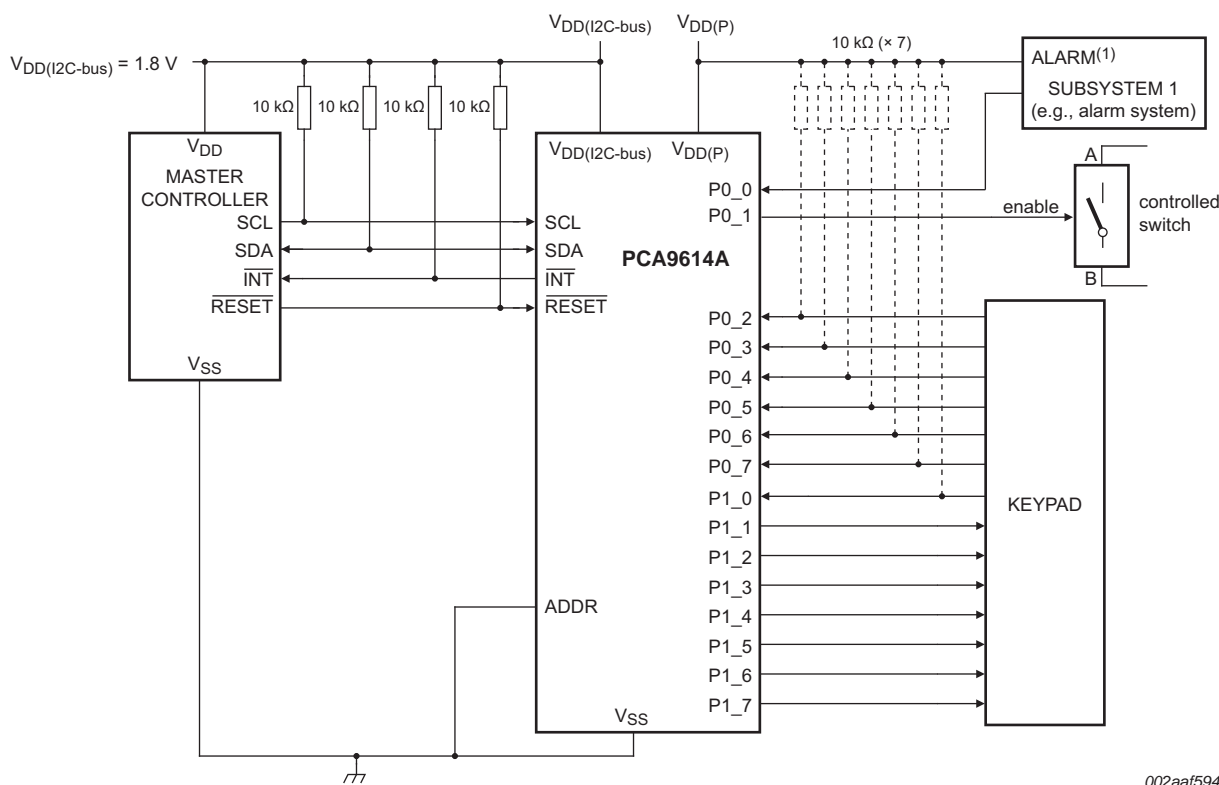 V_DD(I2C-bus) V_DD(P)
V_DD(I2C-bus) = 1.8 V
10 kΩ (× 7)
10 kΩ 10 kΩ 10 kΩ 10 kΩ
ALARM(1)
SUBSYSTEM 1
(e.g., alarm system)
V_DD
MASTER
CONTROLLER
SCL
SDA
INT
RESET
V_SS
V_DD(I2C-bus) V_DD(P)
PCA9614A
SCL
SDA
INT
RESET
ADDR
V_SS
P0_0
P0_1
P0_2
P0_3
P0_4
P0_5
P0_6
P0_7
P1_0
P1_1
P1_2
P1_3
P1_4
P1_5
P1_6
P1_7
enable
A
B
controlled
switch
KEYPAD
002aaf594